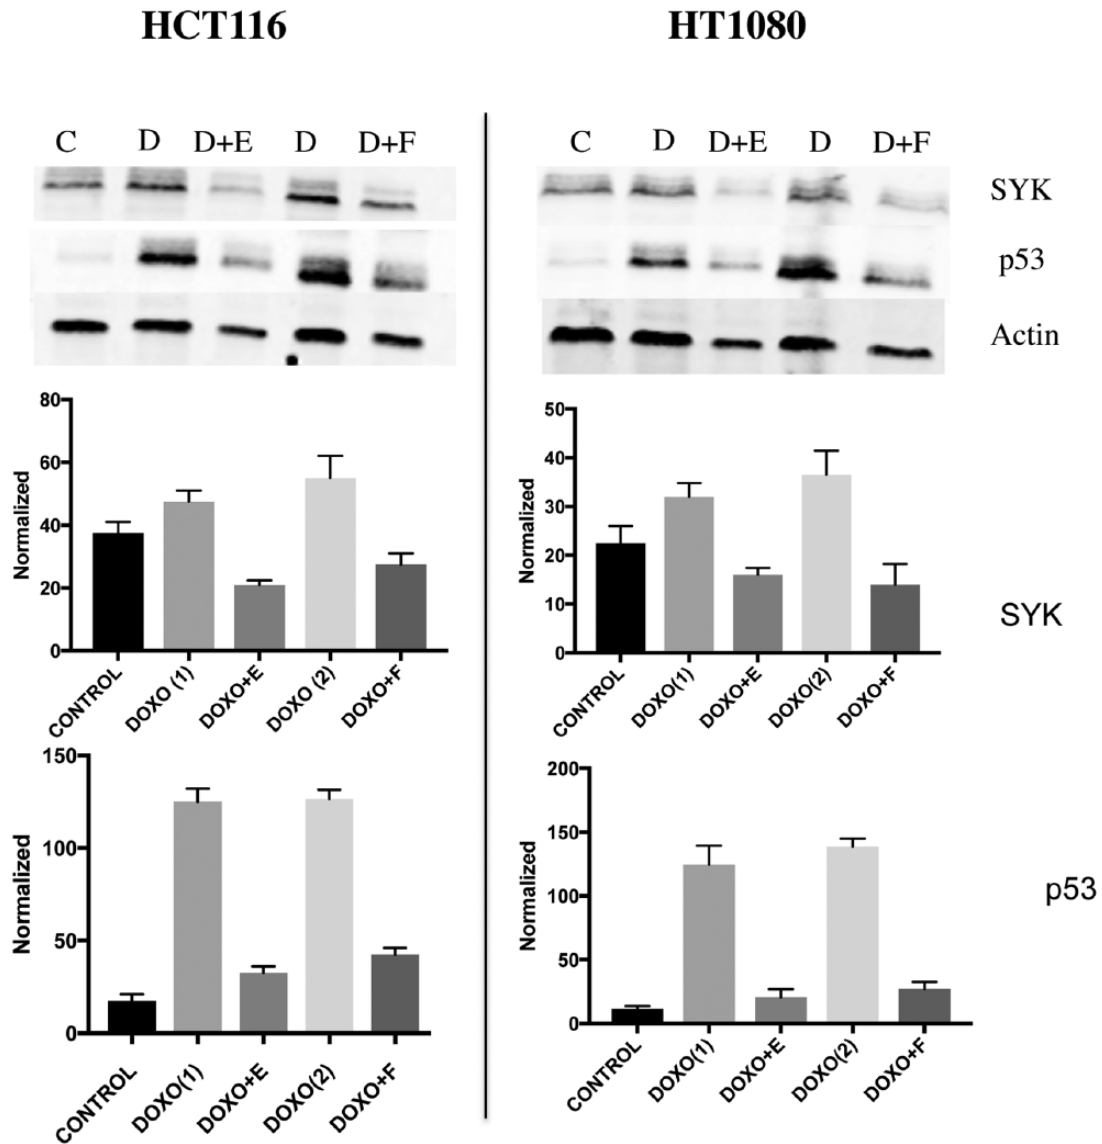 HCT116 HT1080
C D D+E D D+F C D D+E D D+F
SYK
p53
Actin
80
60
40
20
0
Normalized
CONTROL DOXO (1) DOXO+E DOXO (2) DOXO+F
50
40
30
20
10
0
Normalized
CONTROL DOXO(1) DOXO+E DOXO(2) DOXO+F
SYK
150
100
50
0
Normalized
CONTROL DOXO(1) DOXO+E DOXO(2) DOXO+F
200
150
100
50
0
Normalized
CONTROL DOXO(1) DOXO+E DOXO(2) DOXO+F
p53